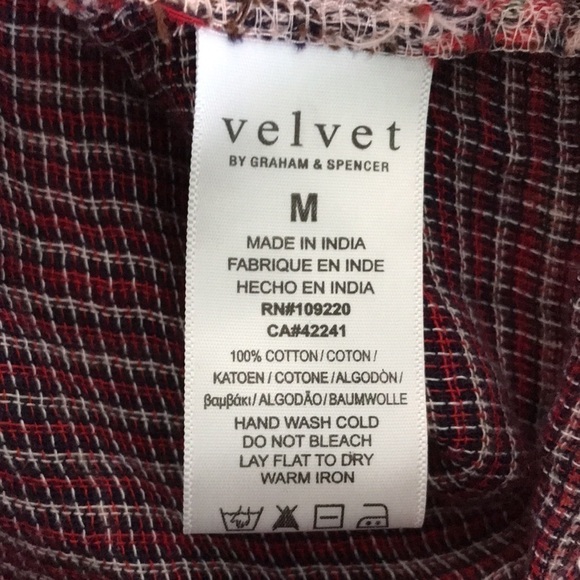 velvet
BY GRAHAM & SPENCER
M
MADE IN INDIA
FABRIQUE EN INDE
HECHO EN INDIA
RN#109220
CA#42241
100% COTTON / COTON /
KATOEN / COTONE / ALGODÒN /
βαμβάκι / ALGODÃO / BAUMWOLLE
HAND WASH COLD
DO NOT BLEACH
LAY FLAT TO DRY
WARM IRON